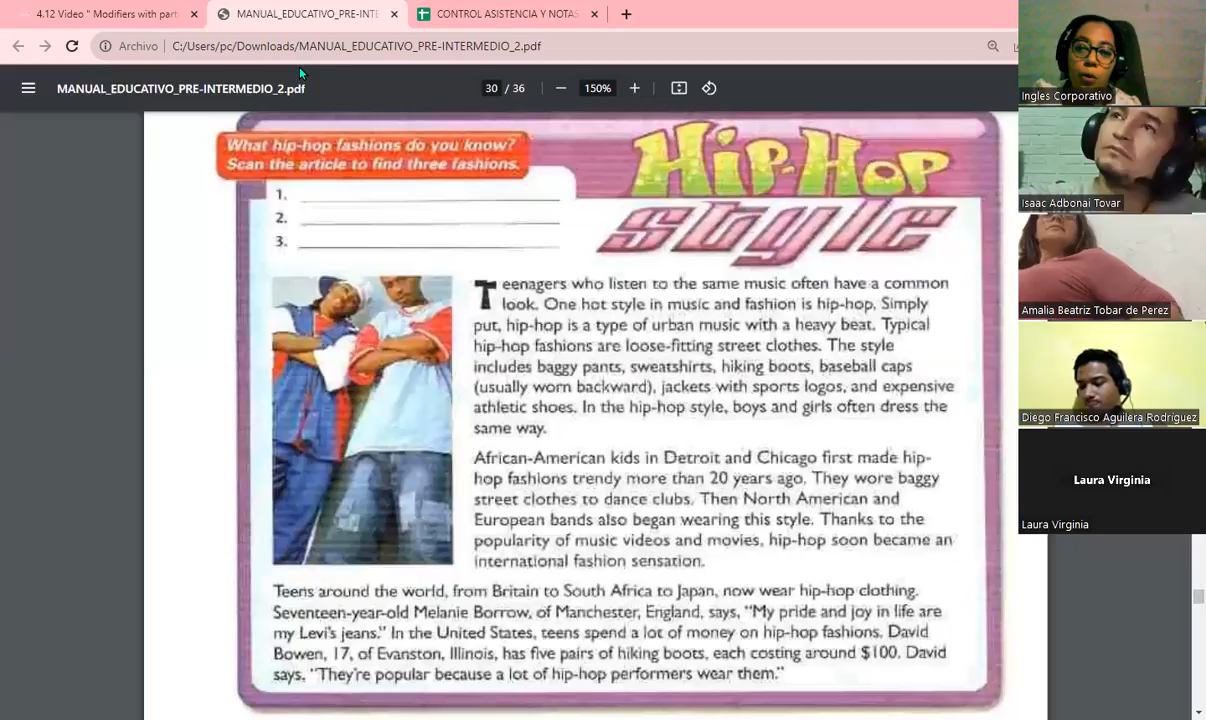 4.12 Video " Modifiers with part
MANUAL_EDUCATIVO_PRE-INTE
CONTROL ASISTENCIA Y NOTAS
Archivo
C:/Users/pc/Downloads/MANUAL_EDUCATIVO_PRE-INTERMEDIO_2.pdf
MANUAL_EDUCATIVO_PRE-INTERMEDIO_2.pdf
30 / 36
150%
What hip-hop fashions do you know?
Scan the article to find three fashions.
1.
2.
3.
Hip-Hop
style
Teenagers who listen to the same music often have a common
look. One hot style in music and fashion is hip-hop. Simply
put, hip-hop is a type of urban music with a heavy beat. Typical
hip-hop fashions are loose-fitting street clothes. The style
includes baggy pants, sweatshirts, hiking boots, baseball caps
(usually worn backward), jackets with sports logos, and expensive
athletic shoes. In the hip-hop style, boys and girls often dress the
same way.
African-American kids in Detroit and Chicago first made hip-
hop fashions trendy more than 20 years ago. They wore baggy
street clothes to dance clubs. Then North American and
European bands also began wearing this style. Thanks to the
popularity of music videos and movies, hip-hop soon became an
international fashion sensation.
Teens around the world, from Britain to South Africa to Japan, now wear hip-hop clothing.
Seventeen-year-old Melanie Borrow, of Manchester, England, says, "My pride and joy in life are
my Levi's jeans." In the United States, teens spend a lot of money on hip-hop fashions. David
Bowen, 17, of Evanston, Illinois, has five pairs of hiking boots, each costing around $100. David
says, "They're popular because a lot of hip-hop performers wear them."
Ingles Corporativo
Isaac Adbonai Tovar
Amalia Beatriz Tobar de Perez
Diego Francisco Aguilera Rodríguez
Laura Virginia
Laura Virginia